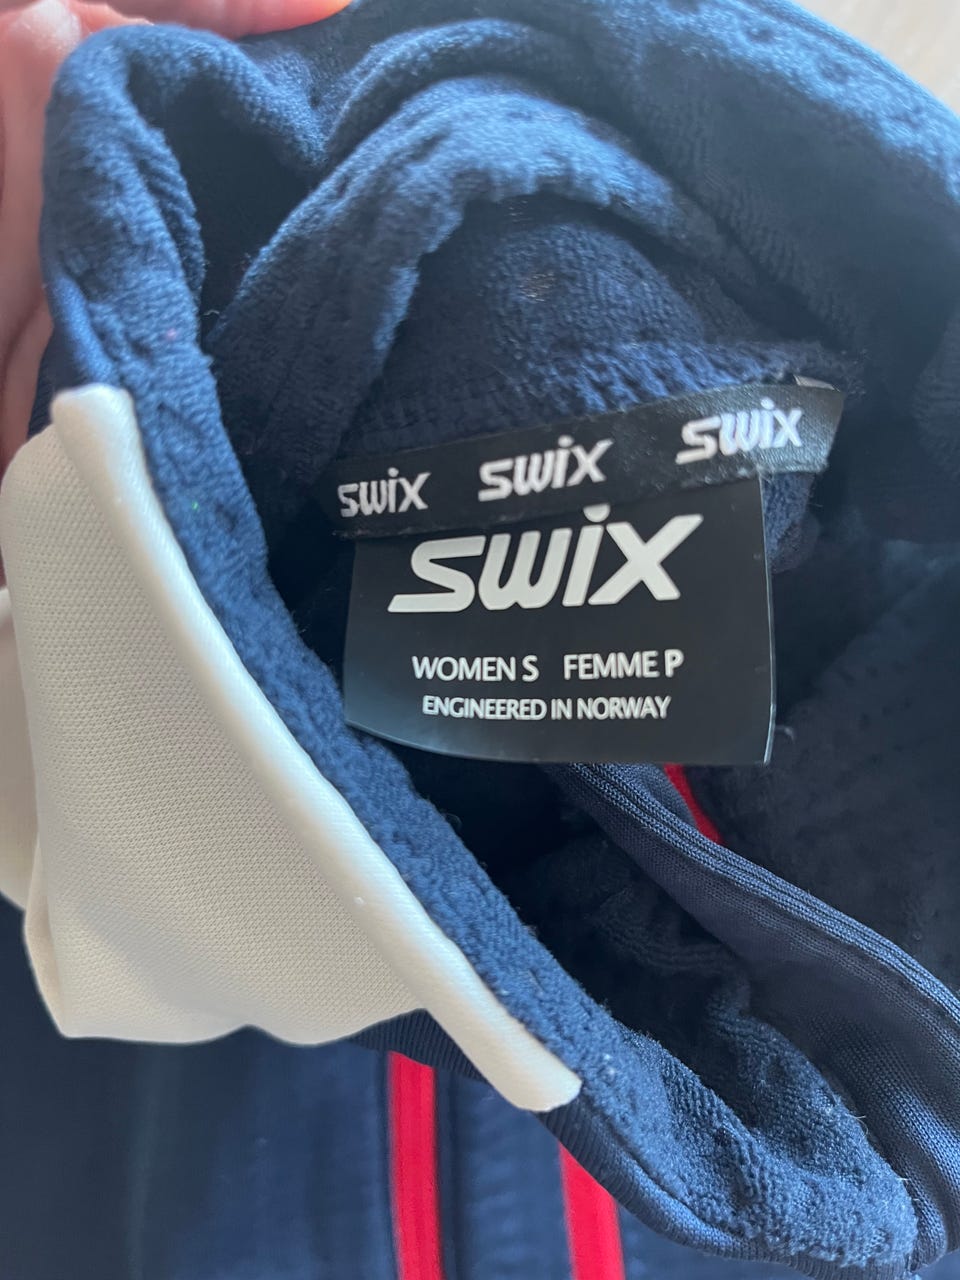 swix swix swix
swix
WOMEN S FEMME P
ENGINEERED IN NORWAY